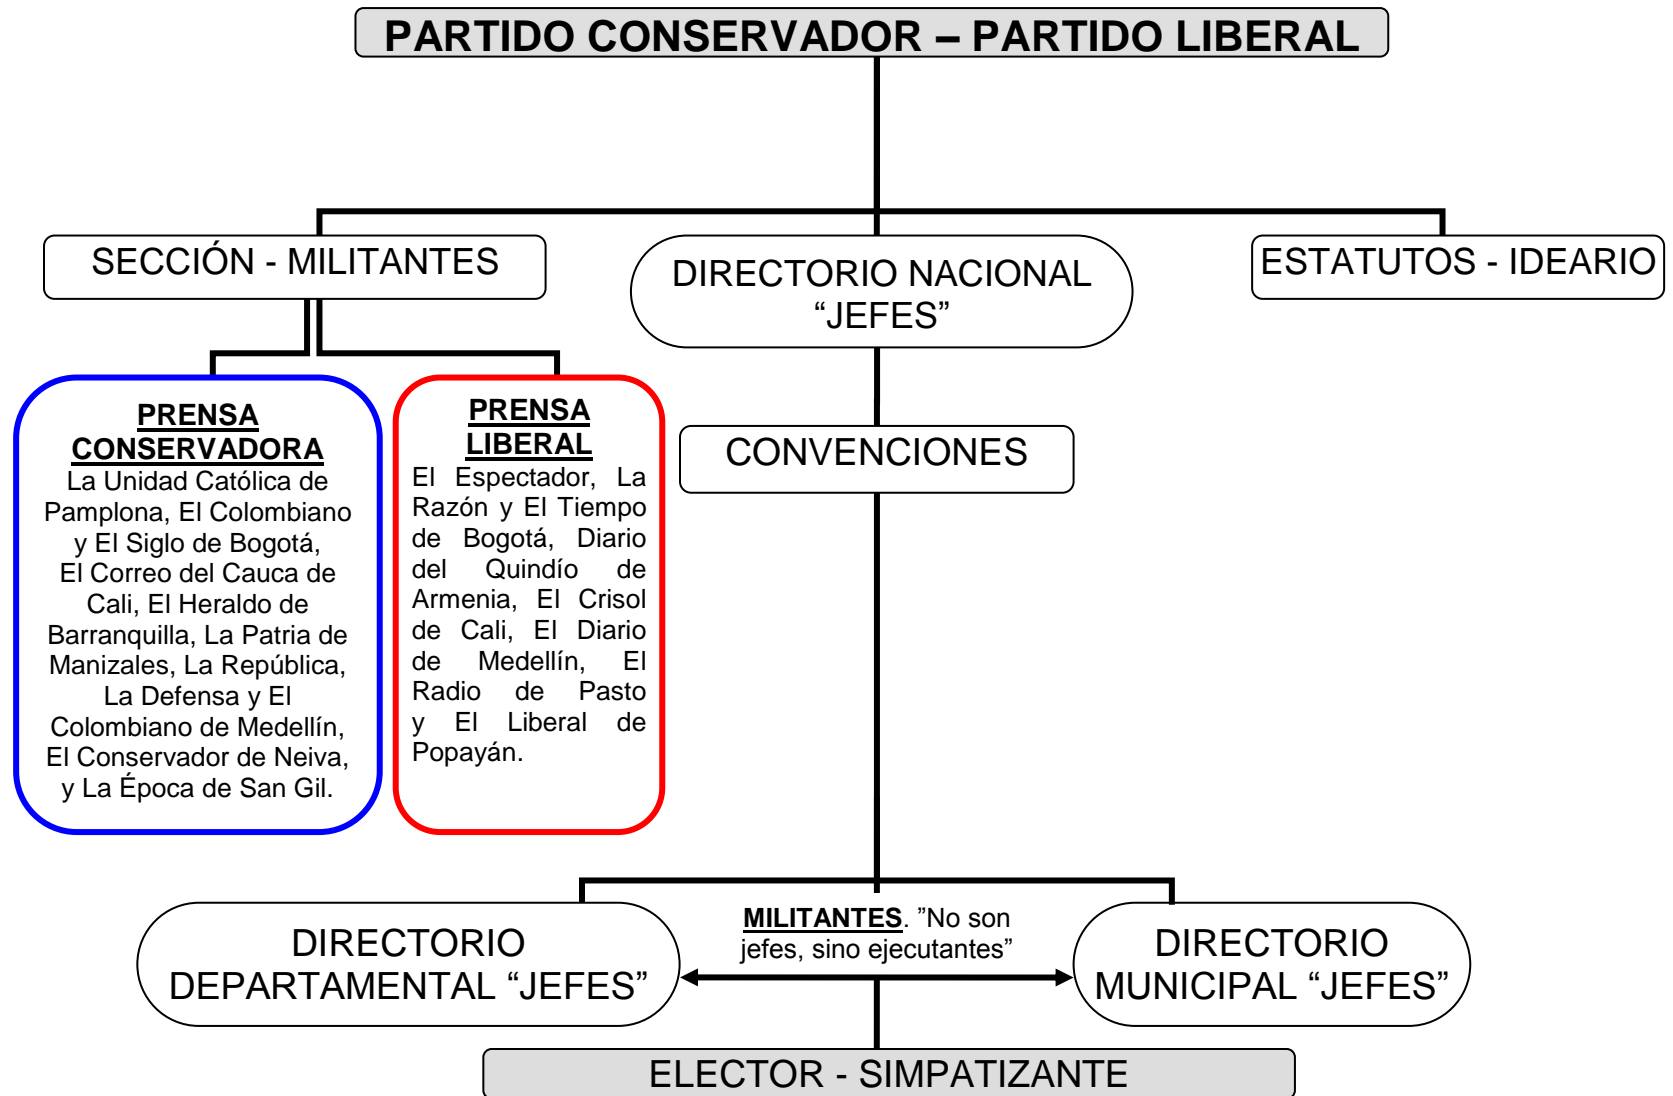 PARTIDO CONSERVADOR – PARTIDO LIBERAL
SECCIÓN - MILITANTES
DIRECTORIO NACIONAL
“JEFES”
ESTATUTOS - IDEARIO
PRENSA
CONSERVADORA
La Unidad Católica de
Pamplona, El Colombiano
y El Siglo de Bogotá,
El Correo del Cauca de
Cali, El Heraldo de
Barranquilla, La Patria de
Manizales, La República,
La Defensa y El
Colombiano de Medellín,
El Conservador de Neiva,
y La Época de San Gil.
PRENSA
LIBERAL
El Espectador, La
Razón y El Tiempo
de Bogotá, Diario
del Quindío de
Armenia, El Crisol
de Cali, El Diario
de Medellín, El
Radio de Pasto
y El Liberal de
Popayán.
CONVENCIONES
DIRECTORIO
DEPARTAMENTAL “JEFES”
MILITANTES. ”No son
jefes, sino ejecutantes”
DIRECTORIO
MUNICIPAL “JEFES”
ELECTOR - SIMPATIZANTE